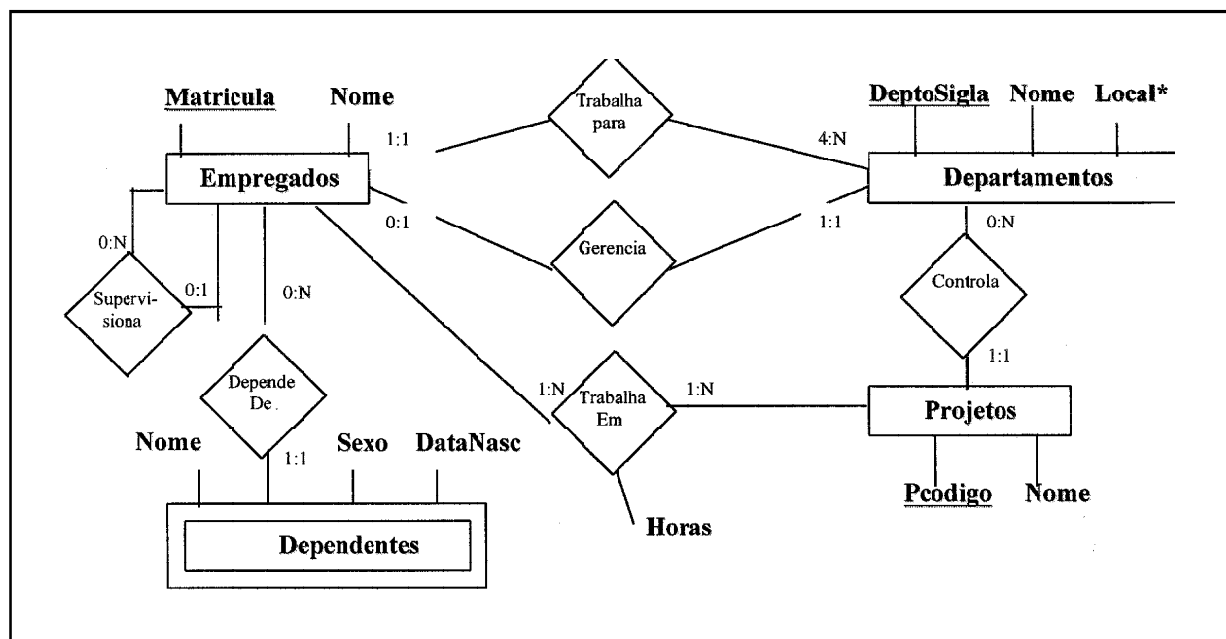 Matricula
Nome
Trabalha
para
DeptoSigla
Nome
Local*
1:1
4:N
Empregados
Departamentos
0:N
0:1
Gerencia
1:1
0:N
Supervi-
siona
0:1
0:N
Controla
1:1
Depende
De.
1:N
Trabalha
Em
1:N
Projetos
Nome
1:1
Sexo
DataNasc
Pcodigo
Nome
Horas
Dependentes